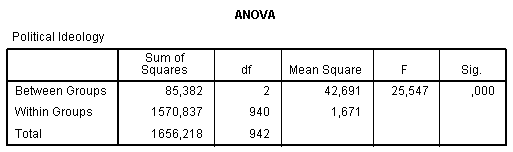 ANOVA
Political Ideology
Sum of Squares df Mean Square F Sig.
Between Groups 85,382 2 42,691 25,547 ,000
Within Groups 1570,837 940 1,671
Total 1656,218 942